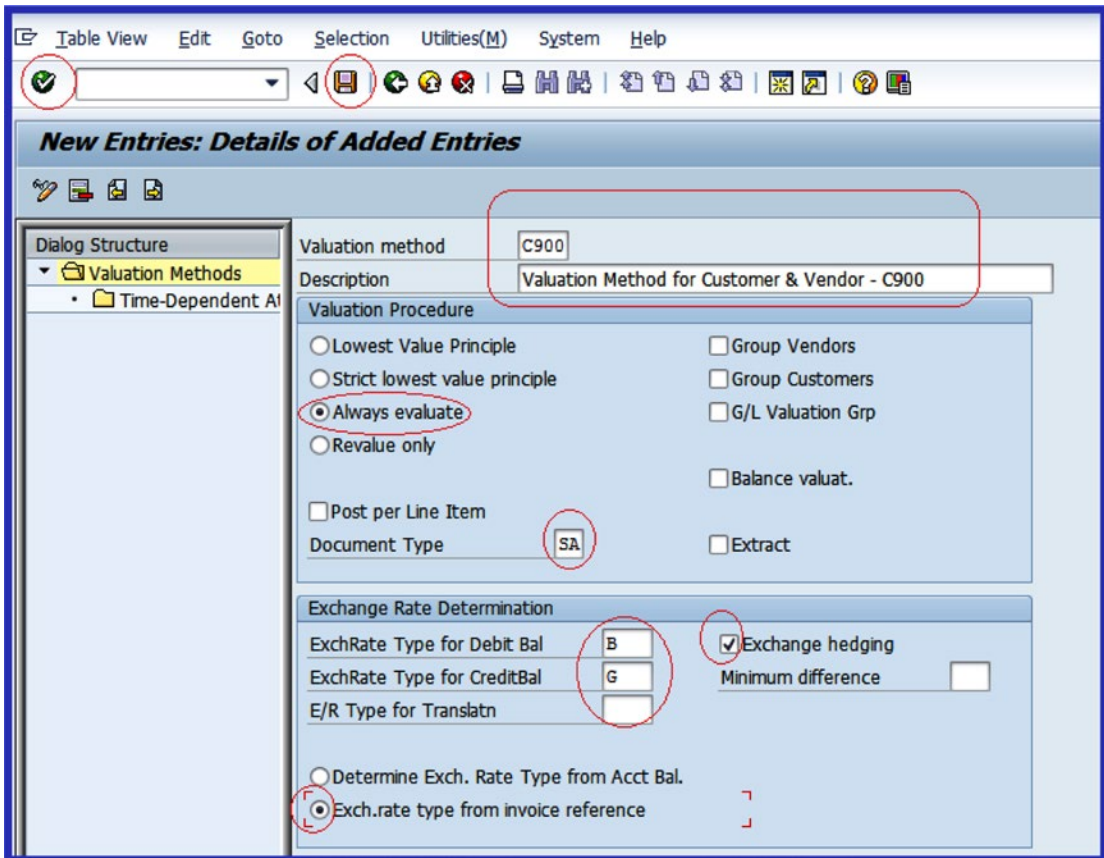 Table View Edit Goto Selection Utilities(M) System Help
New Entries: Details of Added Entries
Dialog Structure
Valuation Methods
Time-Dependent At
Valuation method C900
Description Valuation Method for Customer & Vendor - C900
Valuation Procedure
Lowest Value Principle Group Vendors
Strict lowest value principle Group Customers
Always evaluate G/L Valuation Grp
Revalue only
Balance valuat.
Post per Line Item
Document Type SA Extract
Exchange Rate Determination
ExchRate Type for Debit Bal B Exchange hedging
ExchRate Type for CreditBal G Minimum difference
E/R Type for Translatn
Determine Exch. Rate Type from Acct Bal.
Exch.rate type from invoice reference